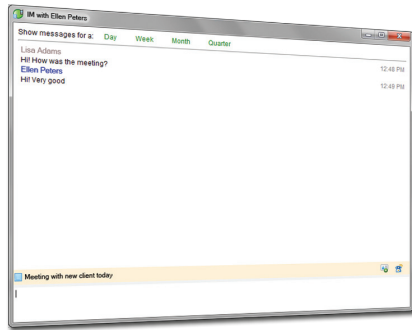 IM with Ellen Peters
Show messages for a: Day Week Month Quarter
Lisa Adams
Hi! How was the meeting? 12:48 PM
Ellen Peters
Hi! Very good 12:49 PM
Meeting with new client today